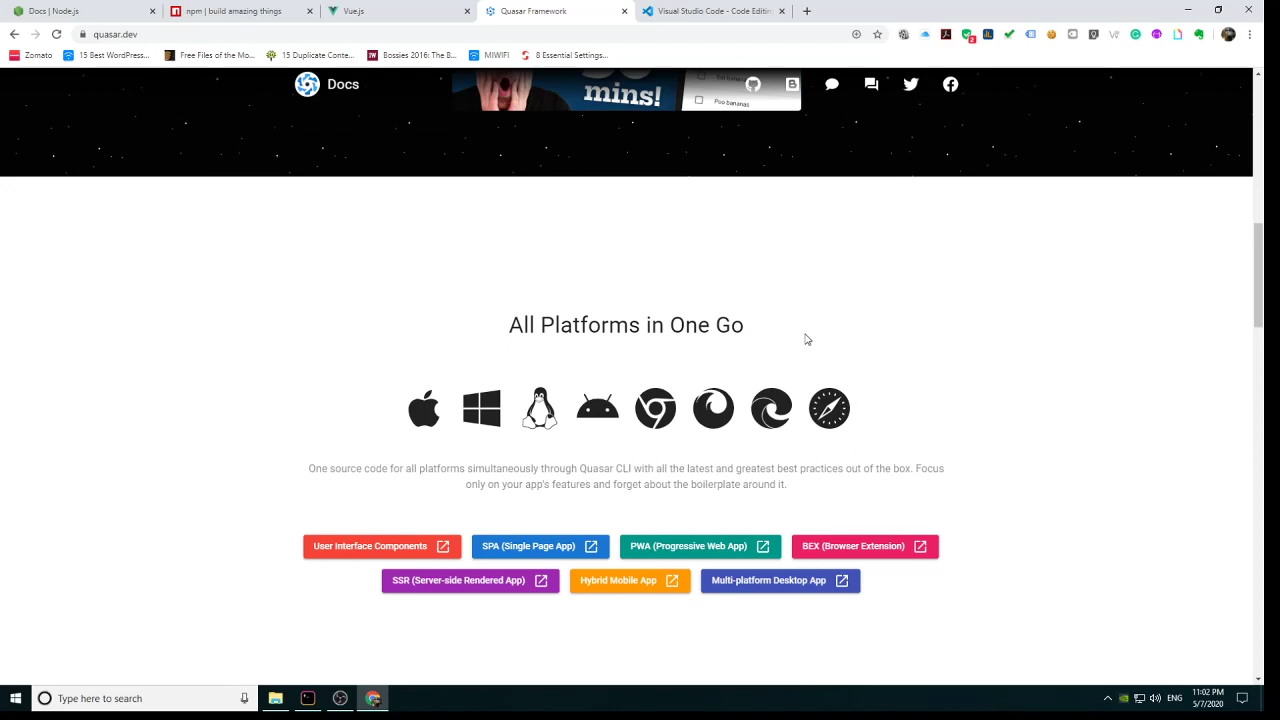 Docs | Node.js
npm | build amazing things
Vue.js
Quasar Framework
Visual Studio Code - Code Editin
quasar.dev
2
Zomato
15 Best WordPress...
Free Files of the Mo...
15 Duplicate Conte...
Bossies 2016: The B...
MIWIFI
8 Essential Settings...
Docs
mins!
Poo bananas
All Platforms in One Go
One source code for all platforms simultaneously through Quasar CLI with all the latest and greatest best practices out of the box. Focus
only on your app's features and forget about the boilerplate around it.
User Interface Components
SPA (Single Page App)
PWA (Progressive Web App)
BEX (Browser Extension)
SSR (Server-side Rendered App)
Hybrid Mobile App
Multi-platform Desktop App
Type here to search
ENG
11:02 PM
5/7/2020